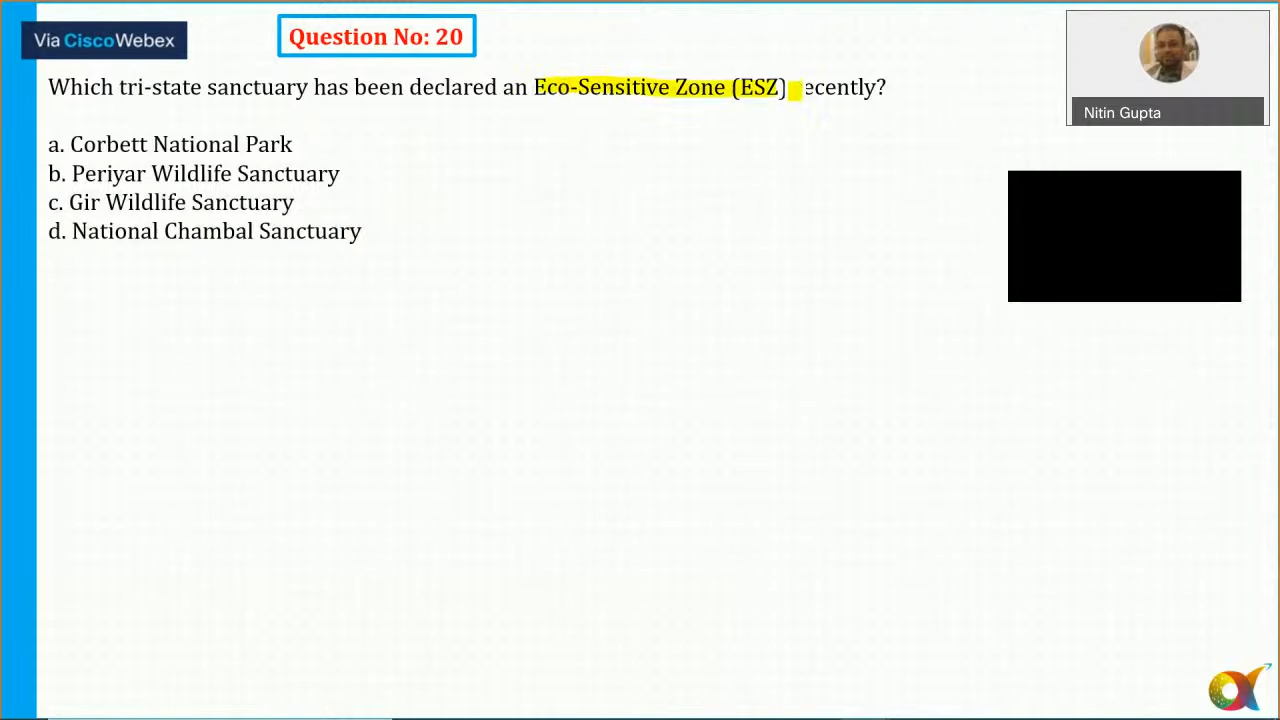 Via CiscoWebex
Question No: 20
Which tri-state sanctuary has been declared an Eco-Sensitive Zone (ESZ) ecently?
a. Corbett National Park
b. Periyar Wildlife Sanctuary
c. Gir Wildlife Sanctuary
d. National Chambal Sanctuary
Nitin Gupta